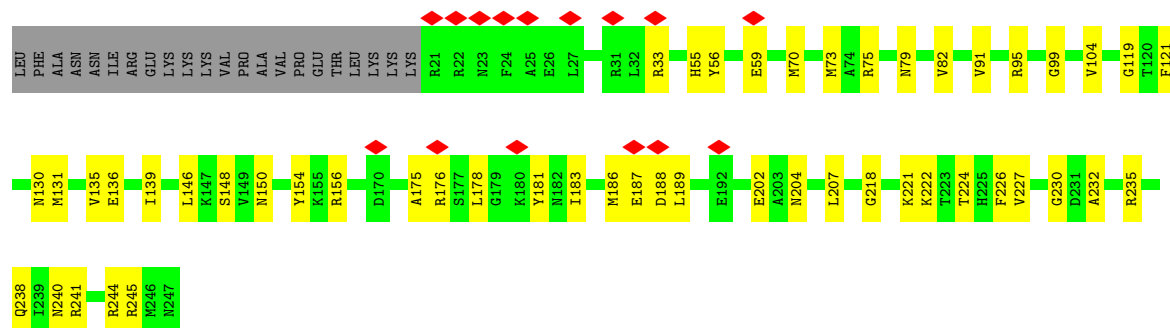 LEU PHE ALA ASN ASN ILE ARG GLU LYS LYS LYS VAL PRO ALA VAL PRO GLU THR LEU LYS LYS LYS R21 R22 N23 F24 A25 E26 L27 R31 L32 R33 H55 Y56 E59 M70 M73 A74 R75 N79 V82 V91 R95 G99 V104 G119 T120 F121
N130 M131 V135 E136 I139 L146 K147 S148 V149 N150 Y154 K155 R156 D170 A175 R176 S177 L178 G179 K180 Y181 N182 I183 M186 E187 D188 L189 E192 E202 A203 N204 L207 G218 K221 K222 T223 T224 H225 F226 V227 G230 D231 A232 R235
Q238 I239 N240 R241 R244 R245 M246 N247